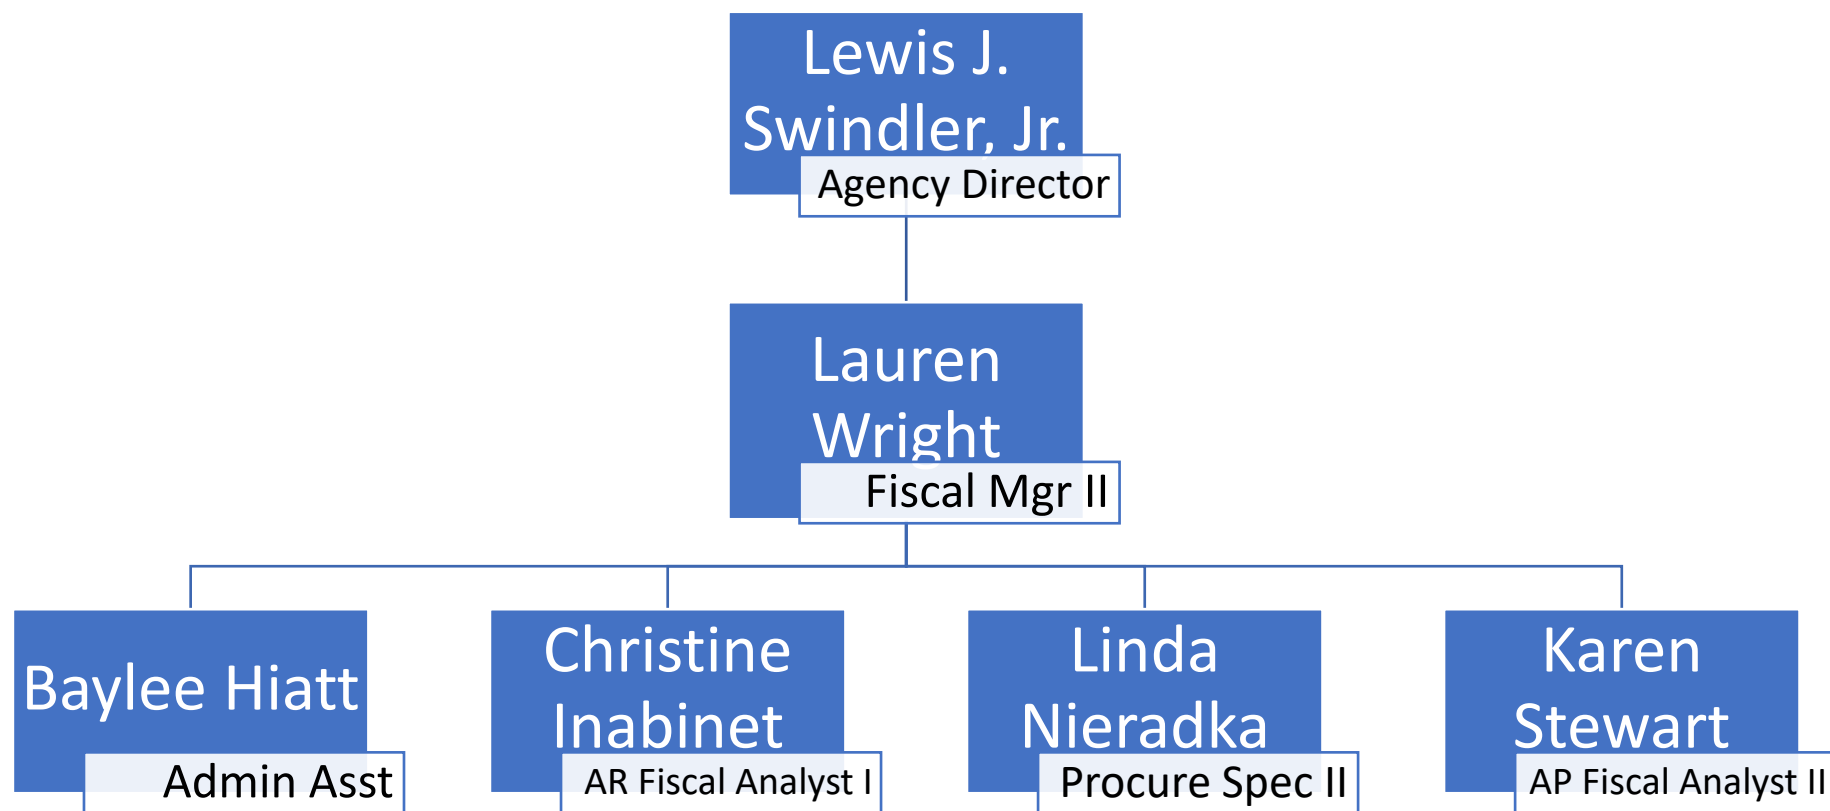 Lewis J.
Swindler, Jr.
Agency Director
Lauren
Wright
Fiscal Mgr II
Baylee Hiatt
Admin Asst
Christine
Inabinet
AR Fiscal Analyst I
Linda
Nieradka
Procure Spec II
Karen
Stewart
AP Fiscal Analyst II